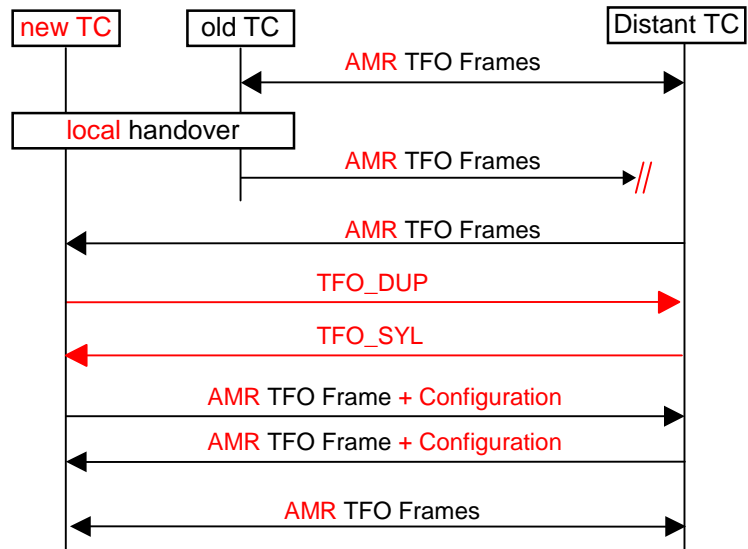 new TC
old TC
Distant TC
AMR TFO Frames
local handover
AMR TFO Frames
AMR TFO Frames
TFO_DUP
TFO_SYL
AMR TFO Frame + Configuration
AMR TFO Frame + Configuration
AMR TFO Frames